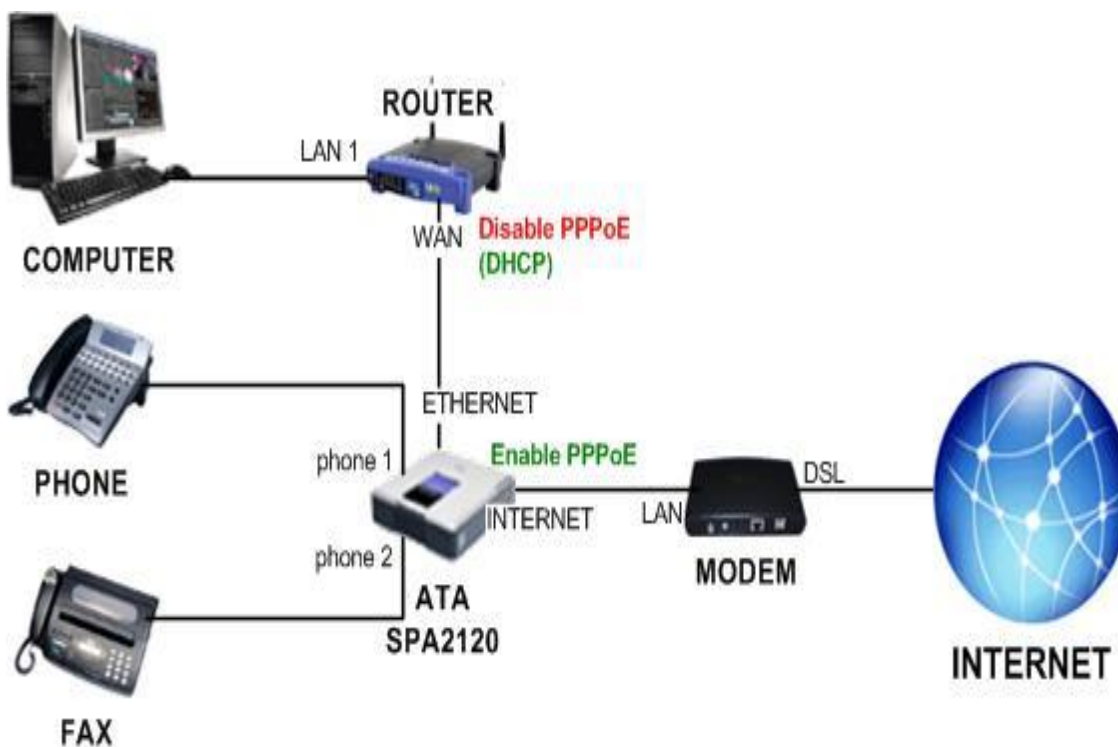 ROUTER
LAN 1
COMPUTER
WAN
Disable PPPoE
(DHCP)
ETHERNET
PHONE
phone 1
Enable PPPoE
INTERNET
LAN
DSL
MODEM
phone 2
ATA
SPA2120
INTERNET
FAX